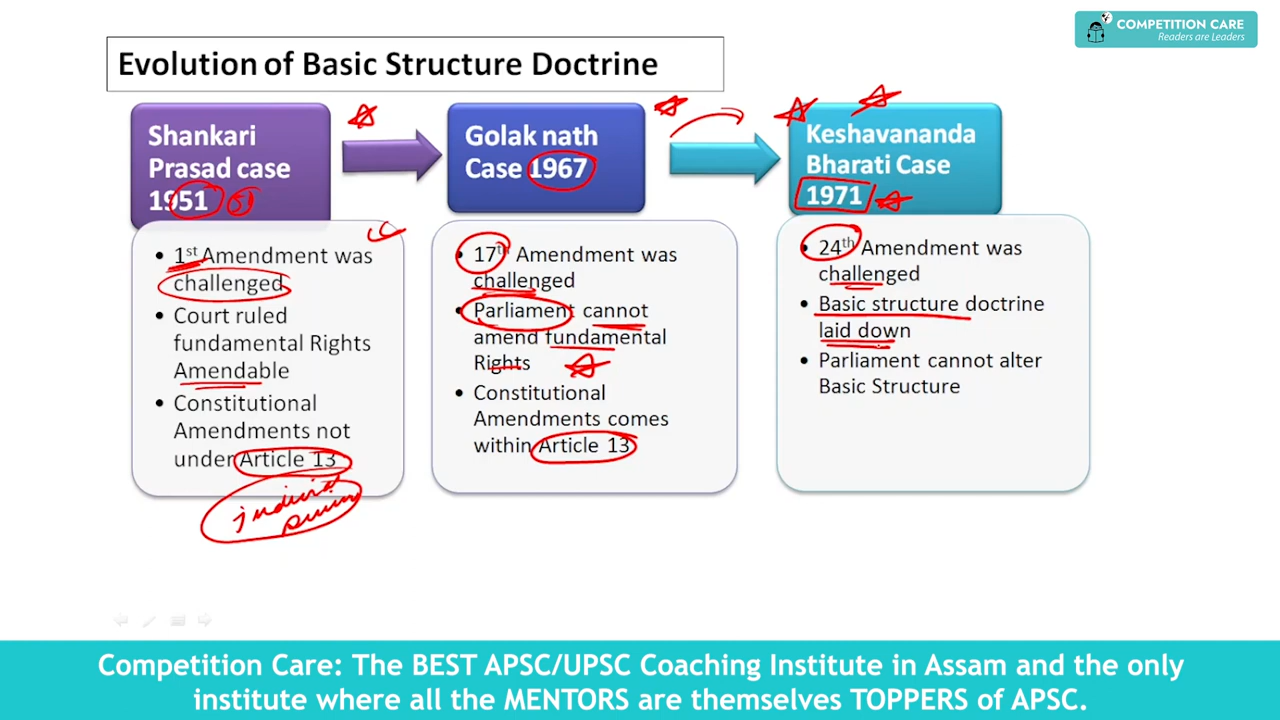 COMPETITION CARE
Readers are Leaders
Evolution of Basic Structure Doctrine
Shankari
Prasad case
1951
51
• 1st Amendment was
challenged
• Court ruled
fundamental Rights
Amendable
• Constitutional
Amendments not
under Article 13
Golak nath
Case 1967
• 17th Amendment was
challenged
• Parliament cannot
amend fundamental
Rights
• Constitutional
Amendments comes
within Article 13
Keshavananda
Bharati Case
1971
• 24th Amendment was
challenged
• Basic structure doctrine
laid down
• Parliament cannot alter
Basic Structure
Competition Care: The BEST APSC/UPSC Coaching Institute in Assam and the only
institute where all the MENTORS are themselves TOPPERS of APSC.